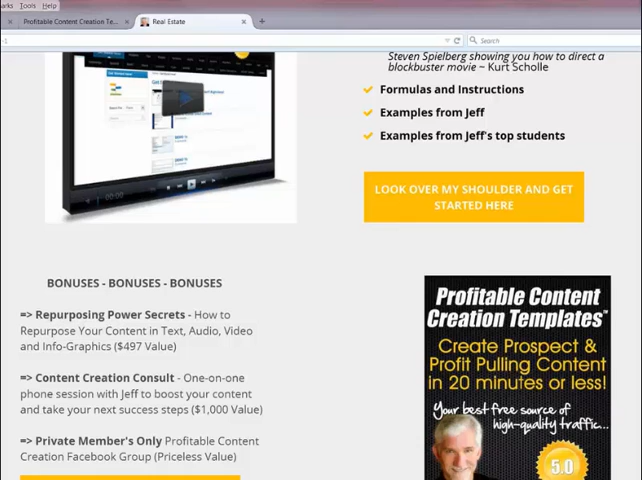 Tools Help
Profitable Content Creation Te...
Real Estate
Search
Steven Spielberg showing you how to direct a
blockbuster movie ~ Kurt Scholle
Formulas and Instructions
Examples from Jeff
Examples from Jeff's top students
LOOK OVER MY SHOULDER AND GET
STARTED HERE
00:00
BONUSES - BONUSES - BONUSES
=> Repurposing Power Secrets - How to
Repurpose Your Content in Text, Audio, Video
and Info-Graphics ($497 Value)
=> Content Creation Consult - One-on-one
phone session with Jeff to boost your content
and take your next success steps ($1,000 Value)
=> Private Member's Only Profitable Content
Creation Facebook Group (Priceless Value)
Profitable Content
Creation Templates™
Create Prospect &
Profit Pulling Content
in 20 minutes or less!
Your best free source of
high-quality traffic...
5.0